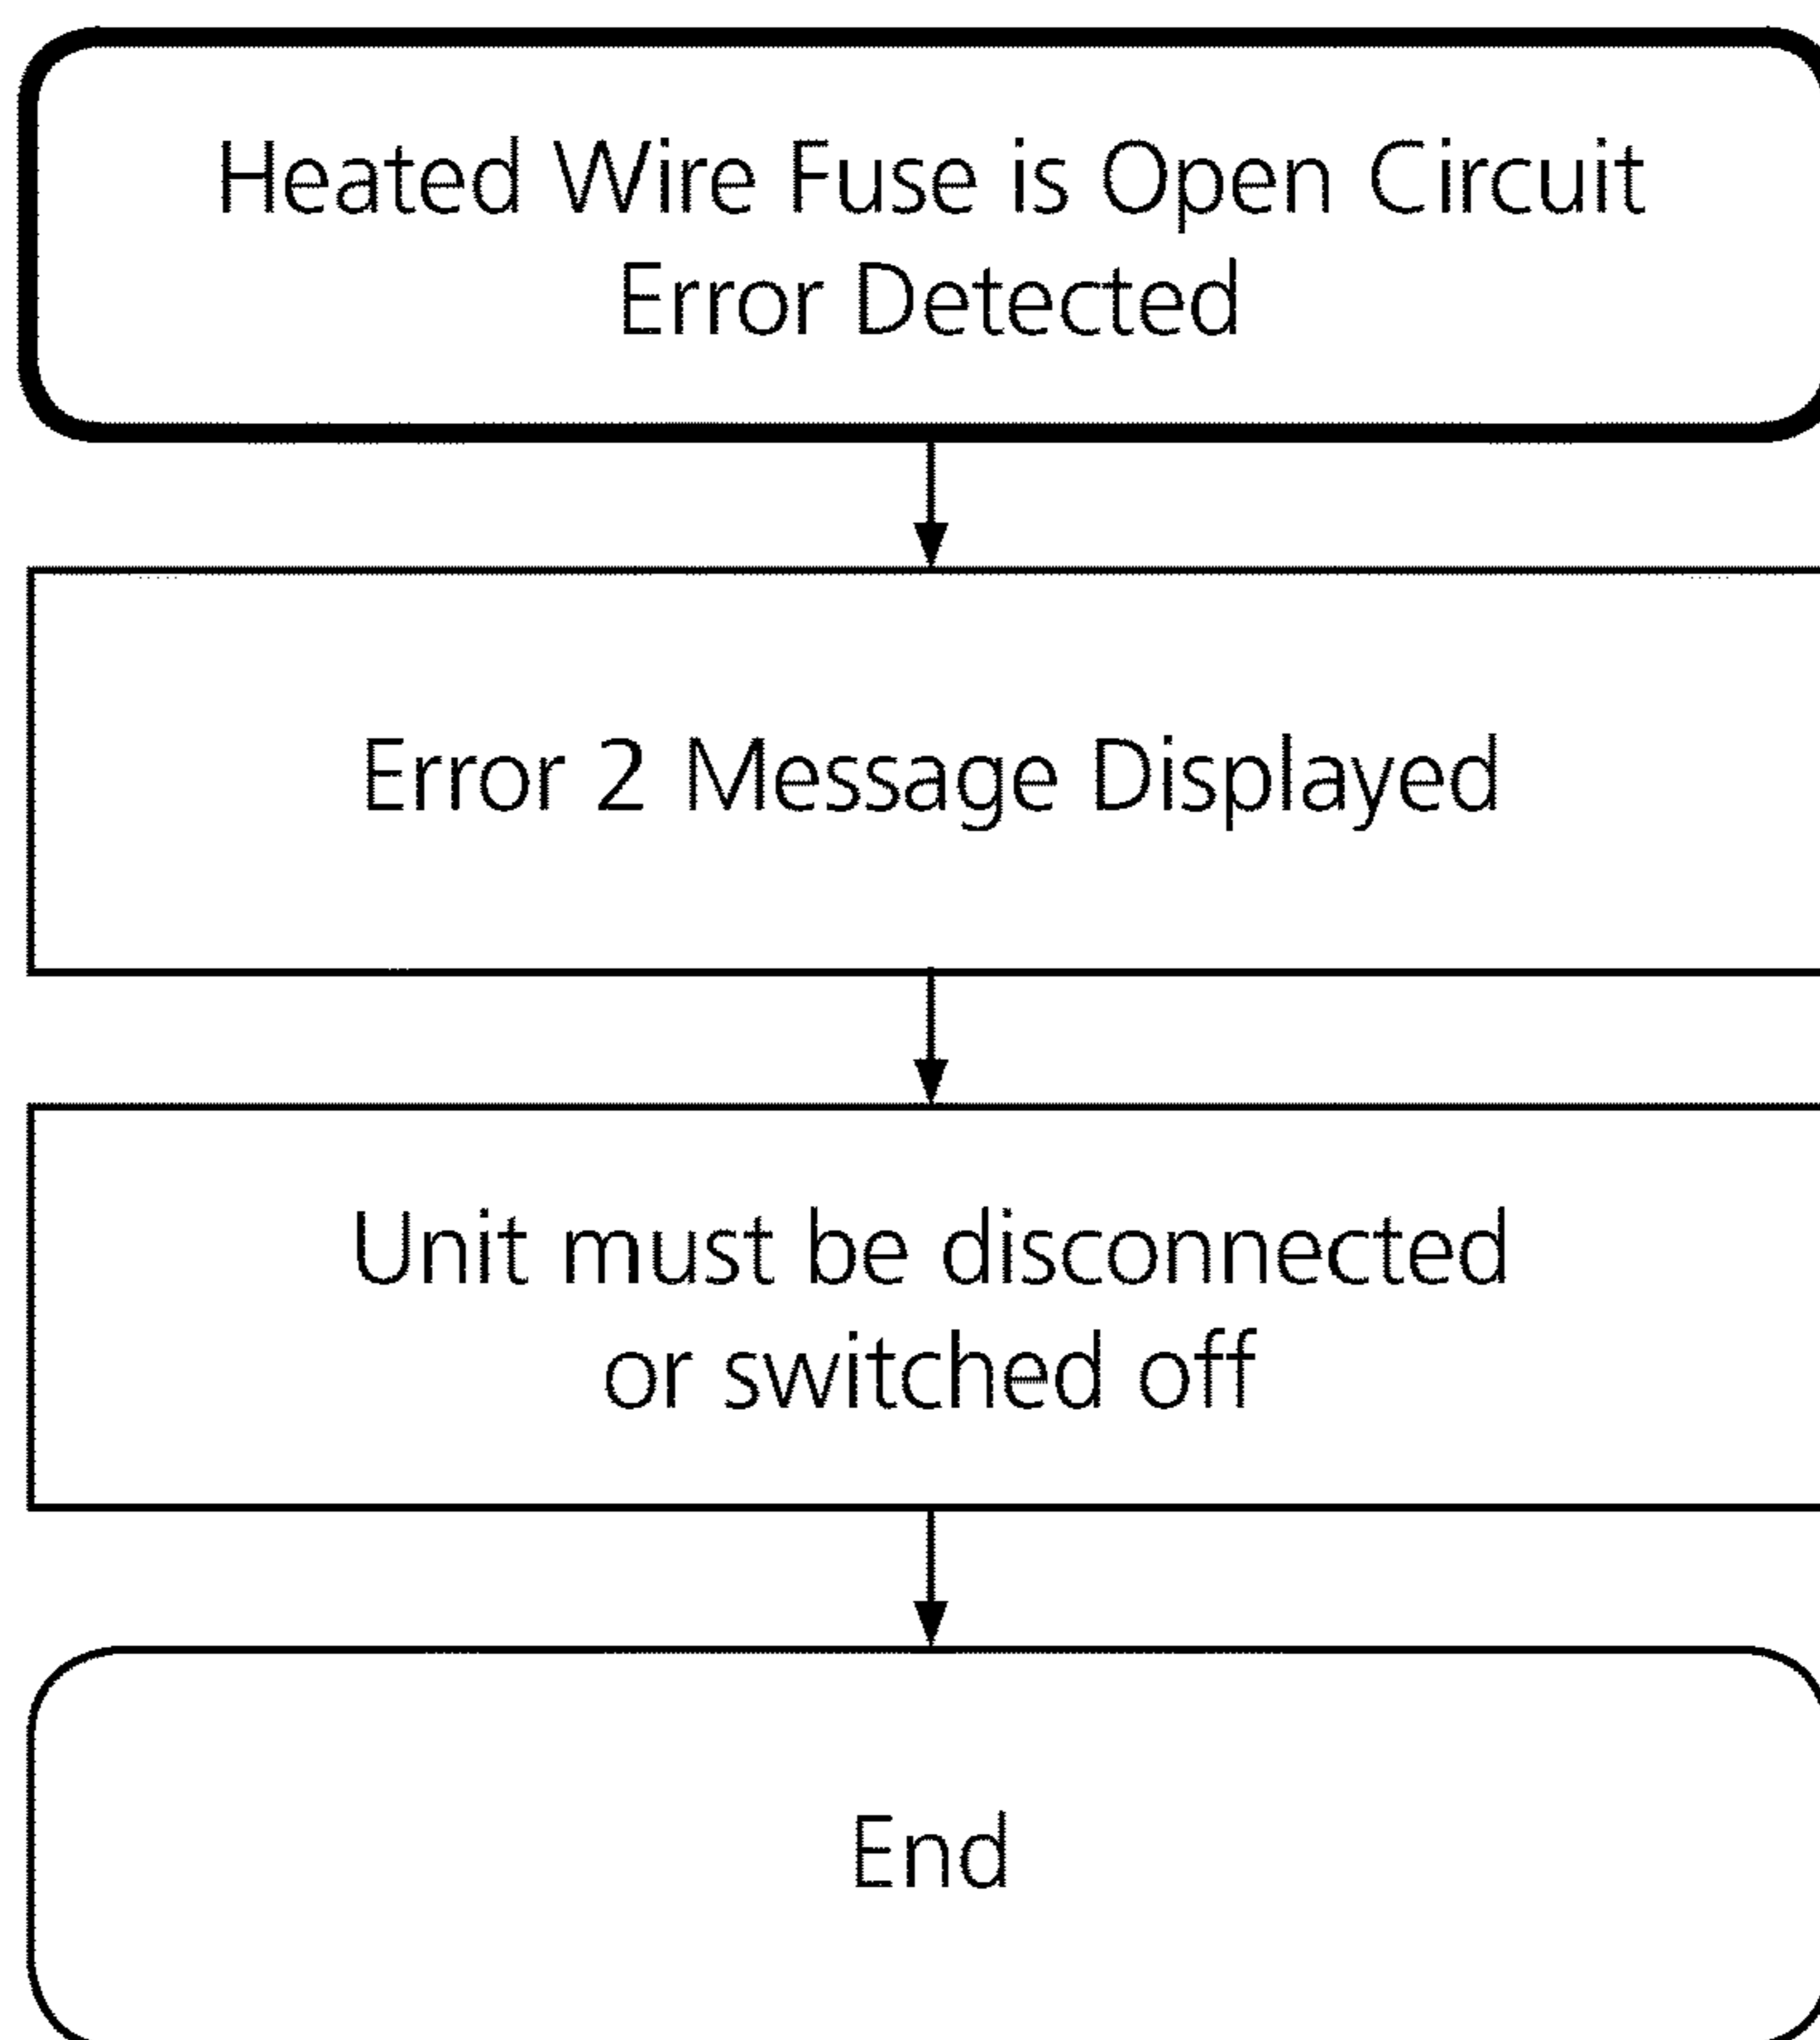 Heated Wire Fuse is Open Circuit
Error Detected
Error 2 Message Displayed
Unit must be disconnected
or switched off
End